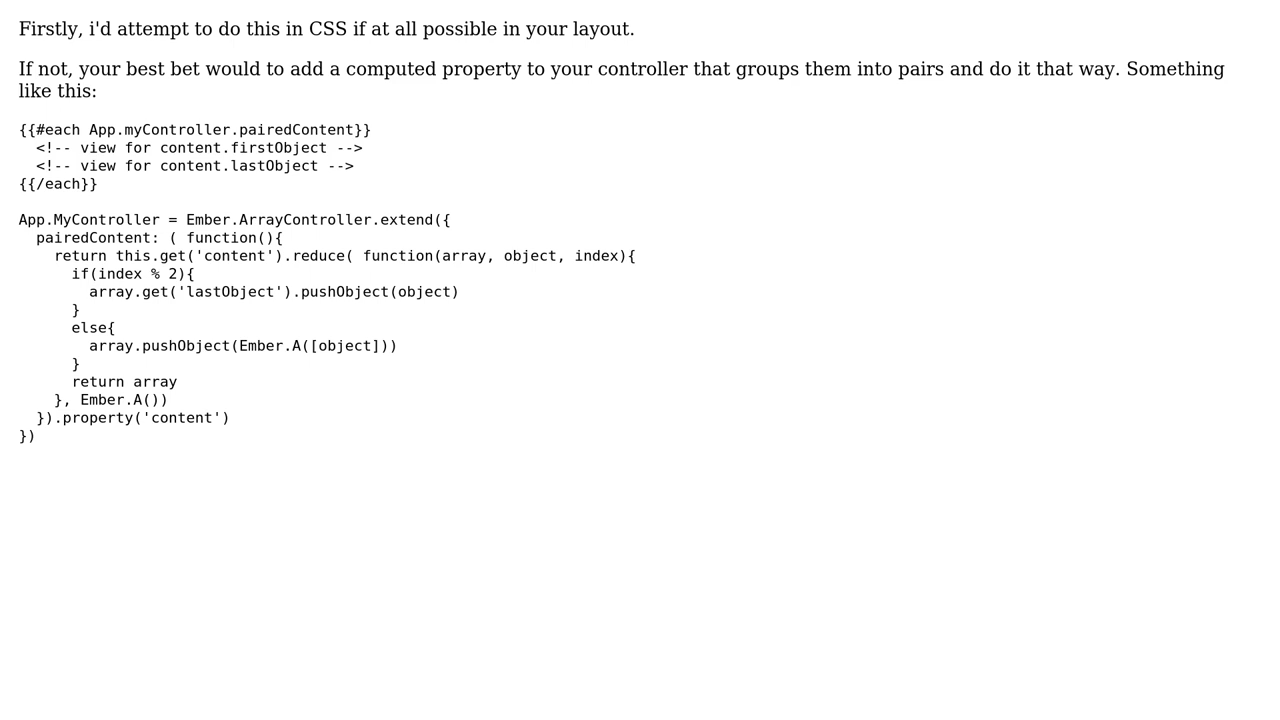 Firstly, i'd attempt to do this in CSS if at all possible in your layout.
If not, your best bet would to add a computed property to your controller that groups them into pairs and do it that way. Something
like this:
{{#each App.myController.pairedContent}}
  <!-- view for content.firstObject -->
  <!-- view for content.lastObject -->
{{/each}}

App.MyController = Ember.ArrayController.extend({
  pairedContent: ( function(){
    return this.get('content').reduce( function(array, object, index){
      if(index % 2){
        array.get('lastObject').pushObject(object)
      }
      else{
        array.pushObject(Ember.A([object]))
      }
      return array
    }, Ember.A())
  }).property('content')
})